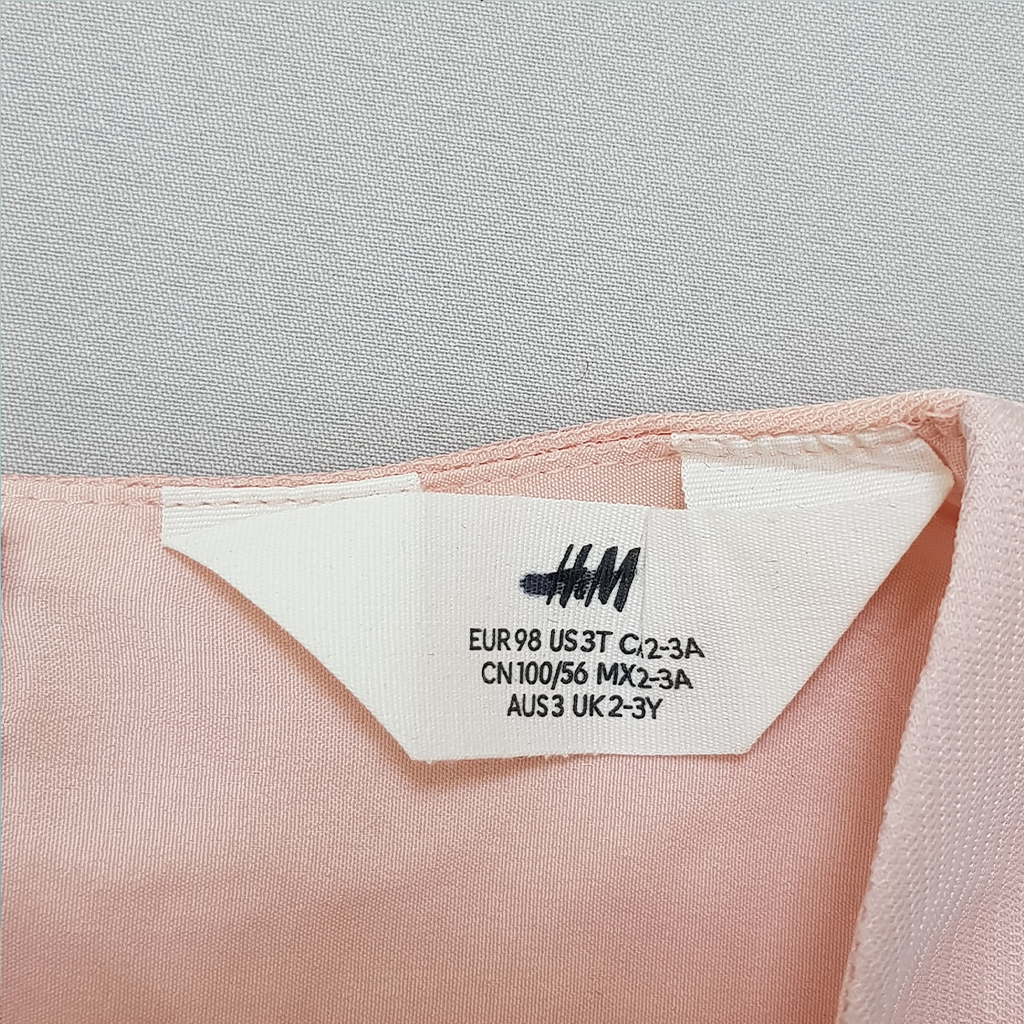 H&M
EUR 98 US 3T CA 2-3A
CN 100/56 MX 2-3A
AUS 3 UK 2-3Y